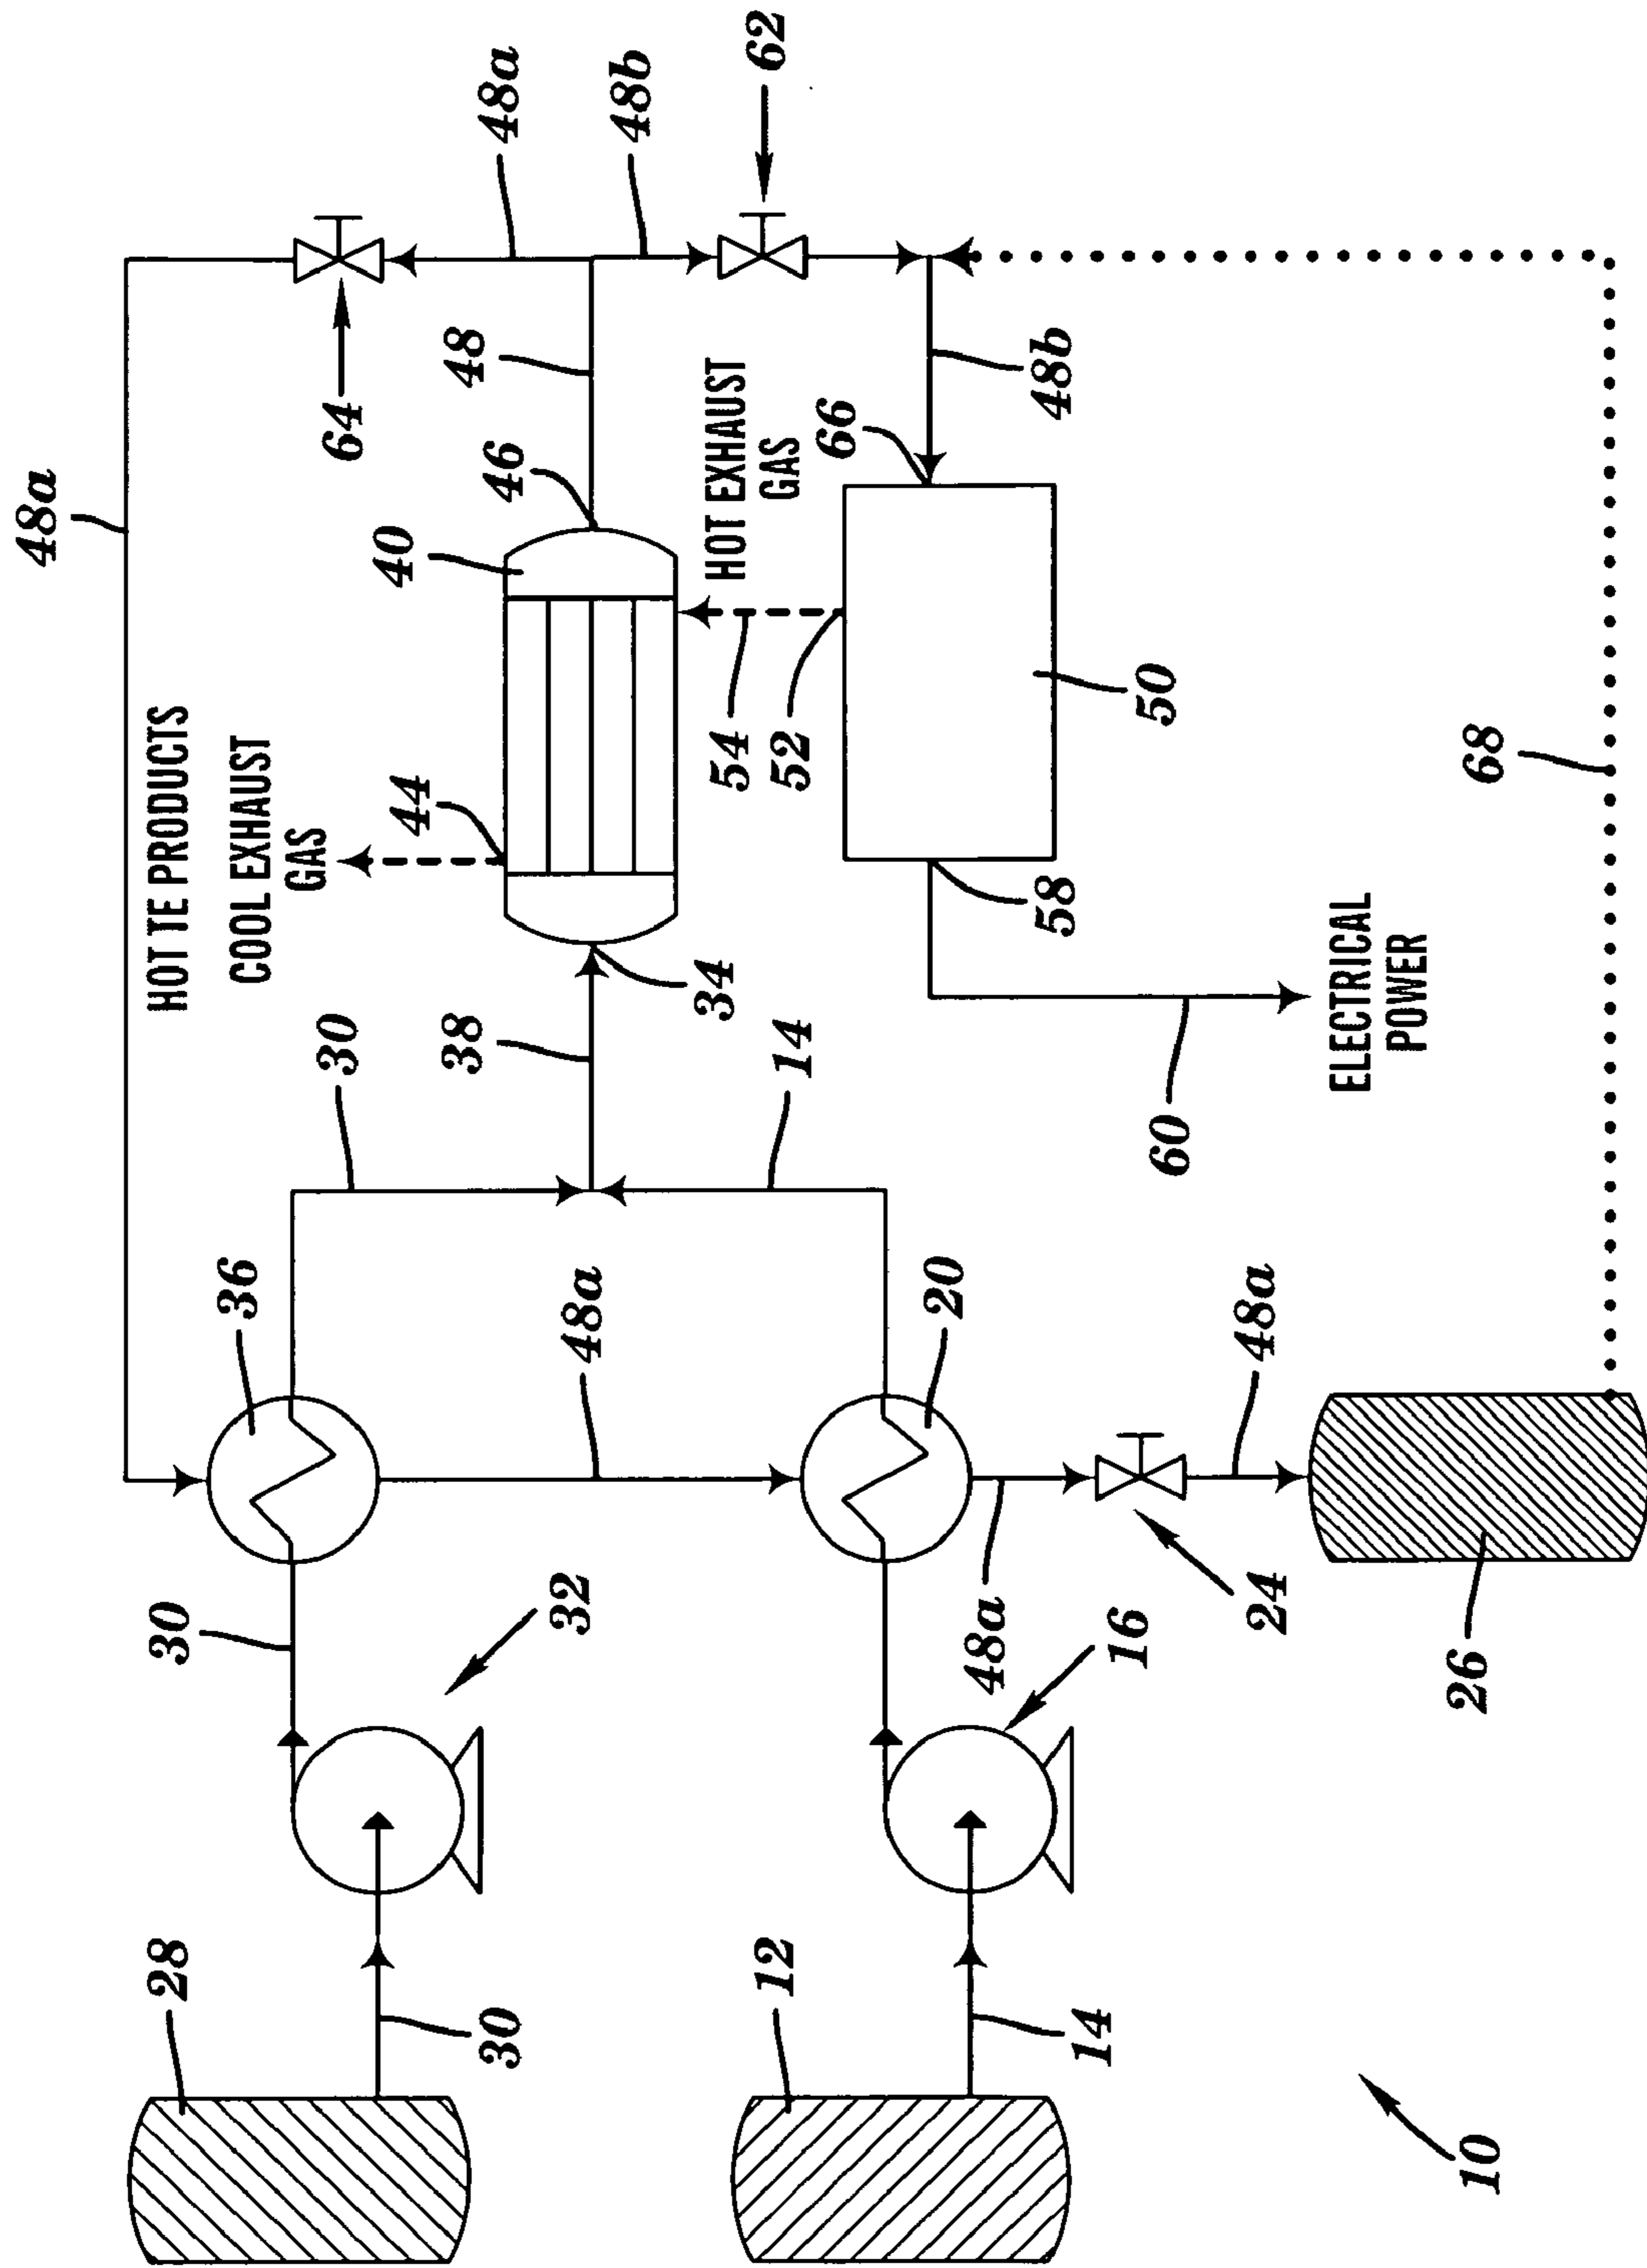 48a
28
30
HOT TE PRODUCTS
36
COOL EXHAUST
GAS
30
64
44
40
38
48
30
46
48a
32
48a
48b
34
54
HOT EXHAUST
GAS
12
14
52
62
66
20
48a
58
48b
14
16
50
60
48a
24
ELECTRICAL
POWER
26
68
10